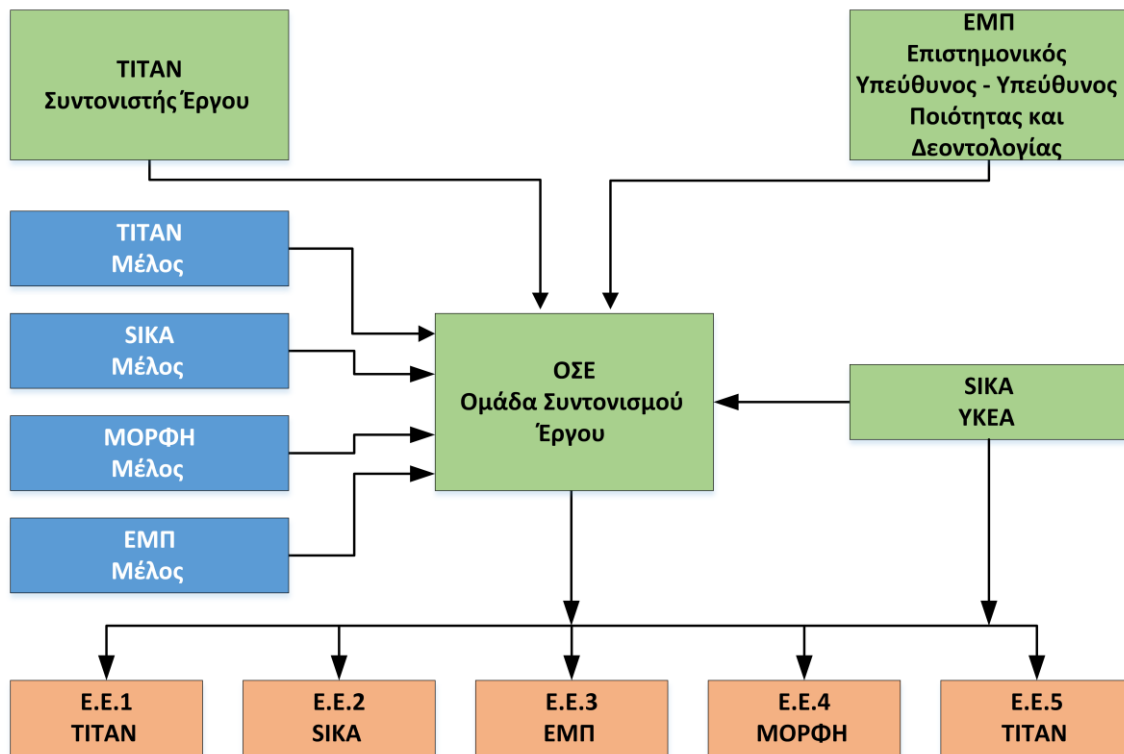 ΤΙΤΑΝ
Συντονιστής Έργου
ΕΜΠ
Επιστημονικός
Υπεύθυνος - Υπεύθυνος
Ποιότητας και
Δεοντολογίας
ΤΙΤΑΝ
Μέλος
SIKA
Μέλος
ΜΟΡΦΗ
Μέλος
ΕΜΠ
Μέλος
ΟΣΕ
Ομάδα Συντονισμού
Έργου
SIKA
ΥΚΕΑ
Ε.Ε.1
ΤΙΤΑΝ
Ε.Ε.2
SIKA
Ε.Ε.3
ΕΜΠ
Ε.Ε.4
ΜΟΡΦΗ
Ε.Ε.5
ΤΙΤΑΝ